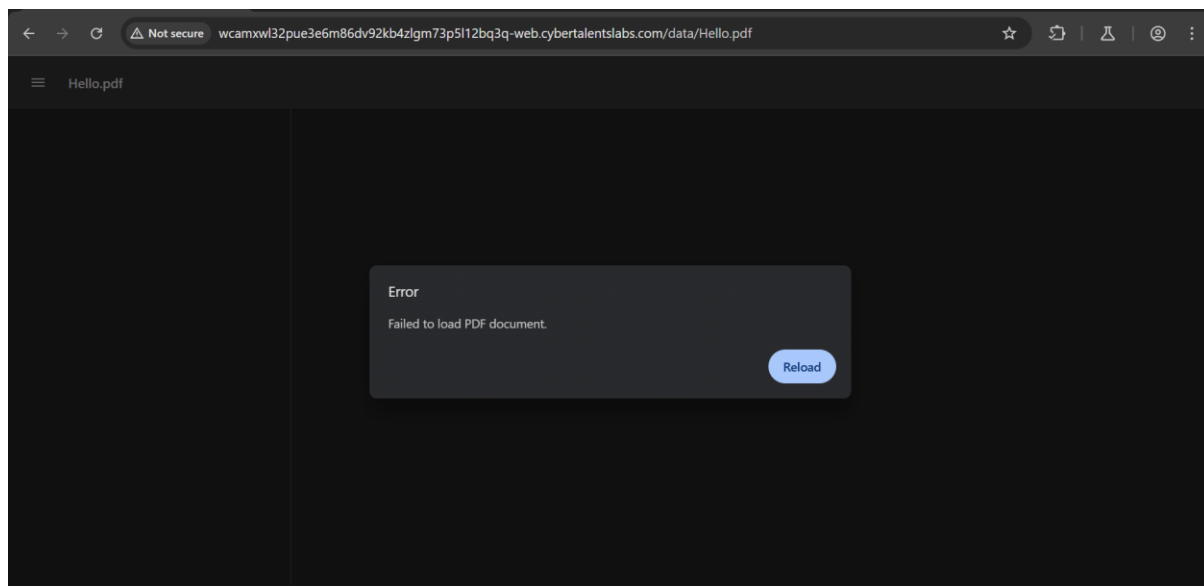 Not secure wcamxwl32pue3e6m86dv92kb4zlgm73p5l12bq3q-web.cybertalentslabs.com/data/Hello.pdf
Hello.pdf
Error
Failed to load PDF document.
Reload